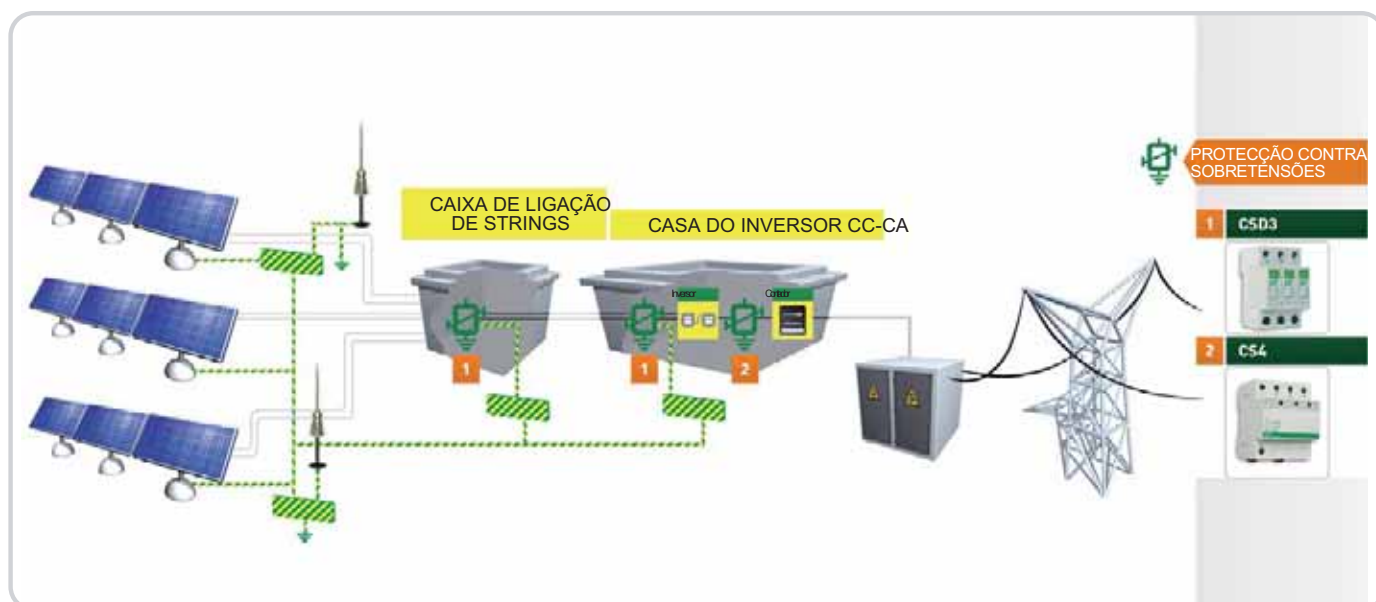 PROTECÇÃO CONTRA
SOBRETENSÕES
CAIXA DE LIGAÇÃO
DE STRINGS
CASA DO INVERSOR CC-CA
1 CSD3
Inversor
Contador
1
1
2
2 CS4